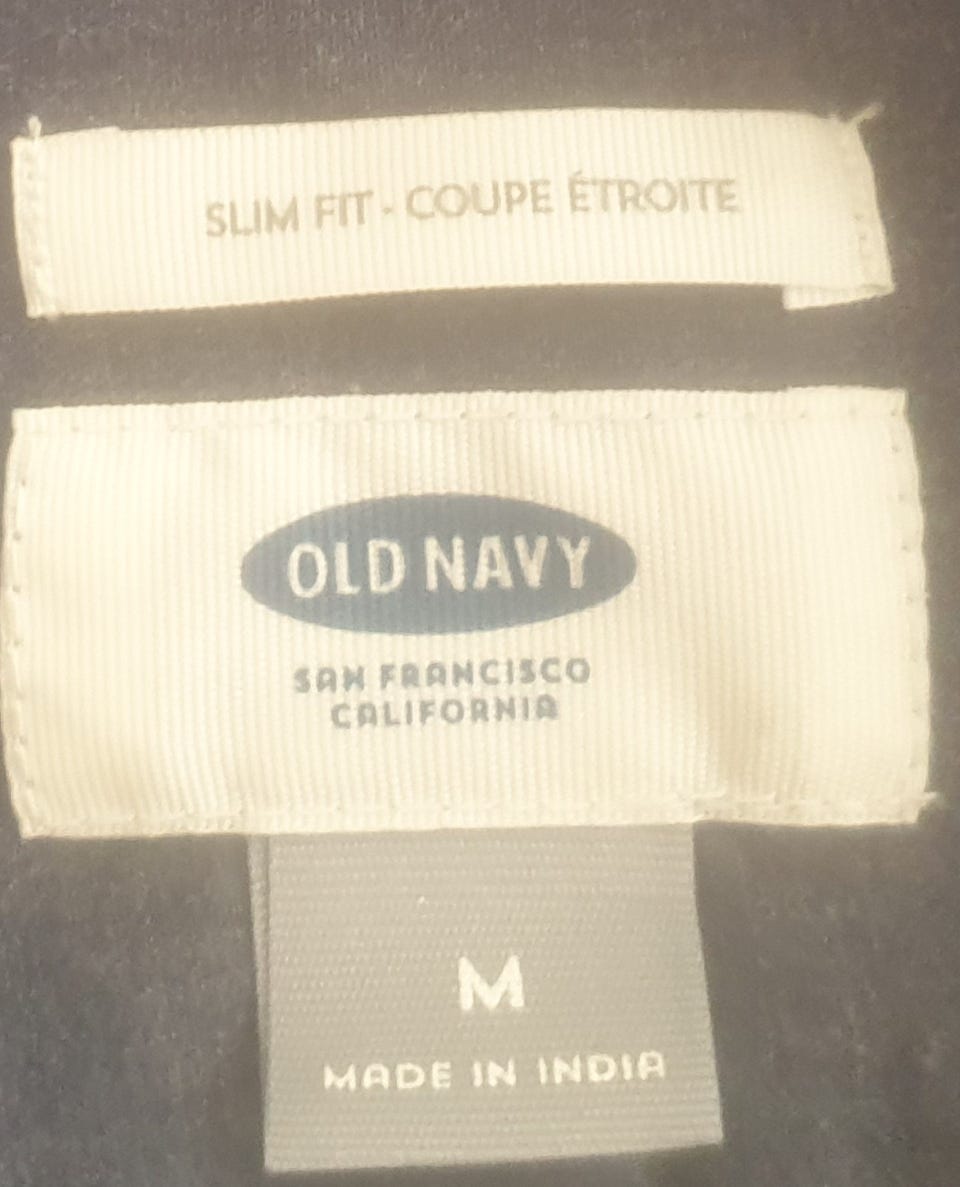 SLIM FIT · COUPE ÉTROITE
OLD NAVY
SAN FRANCISCO
CALIFORNIA
M
MADE IN INDIA